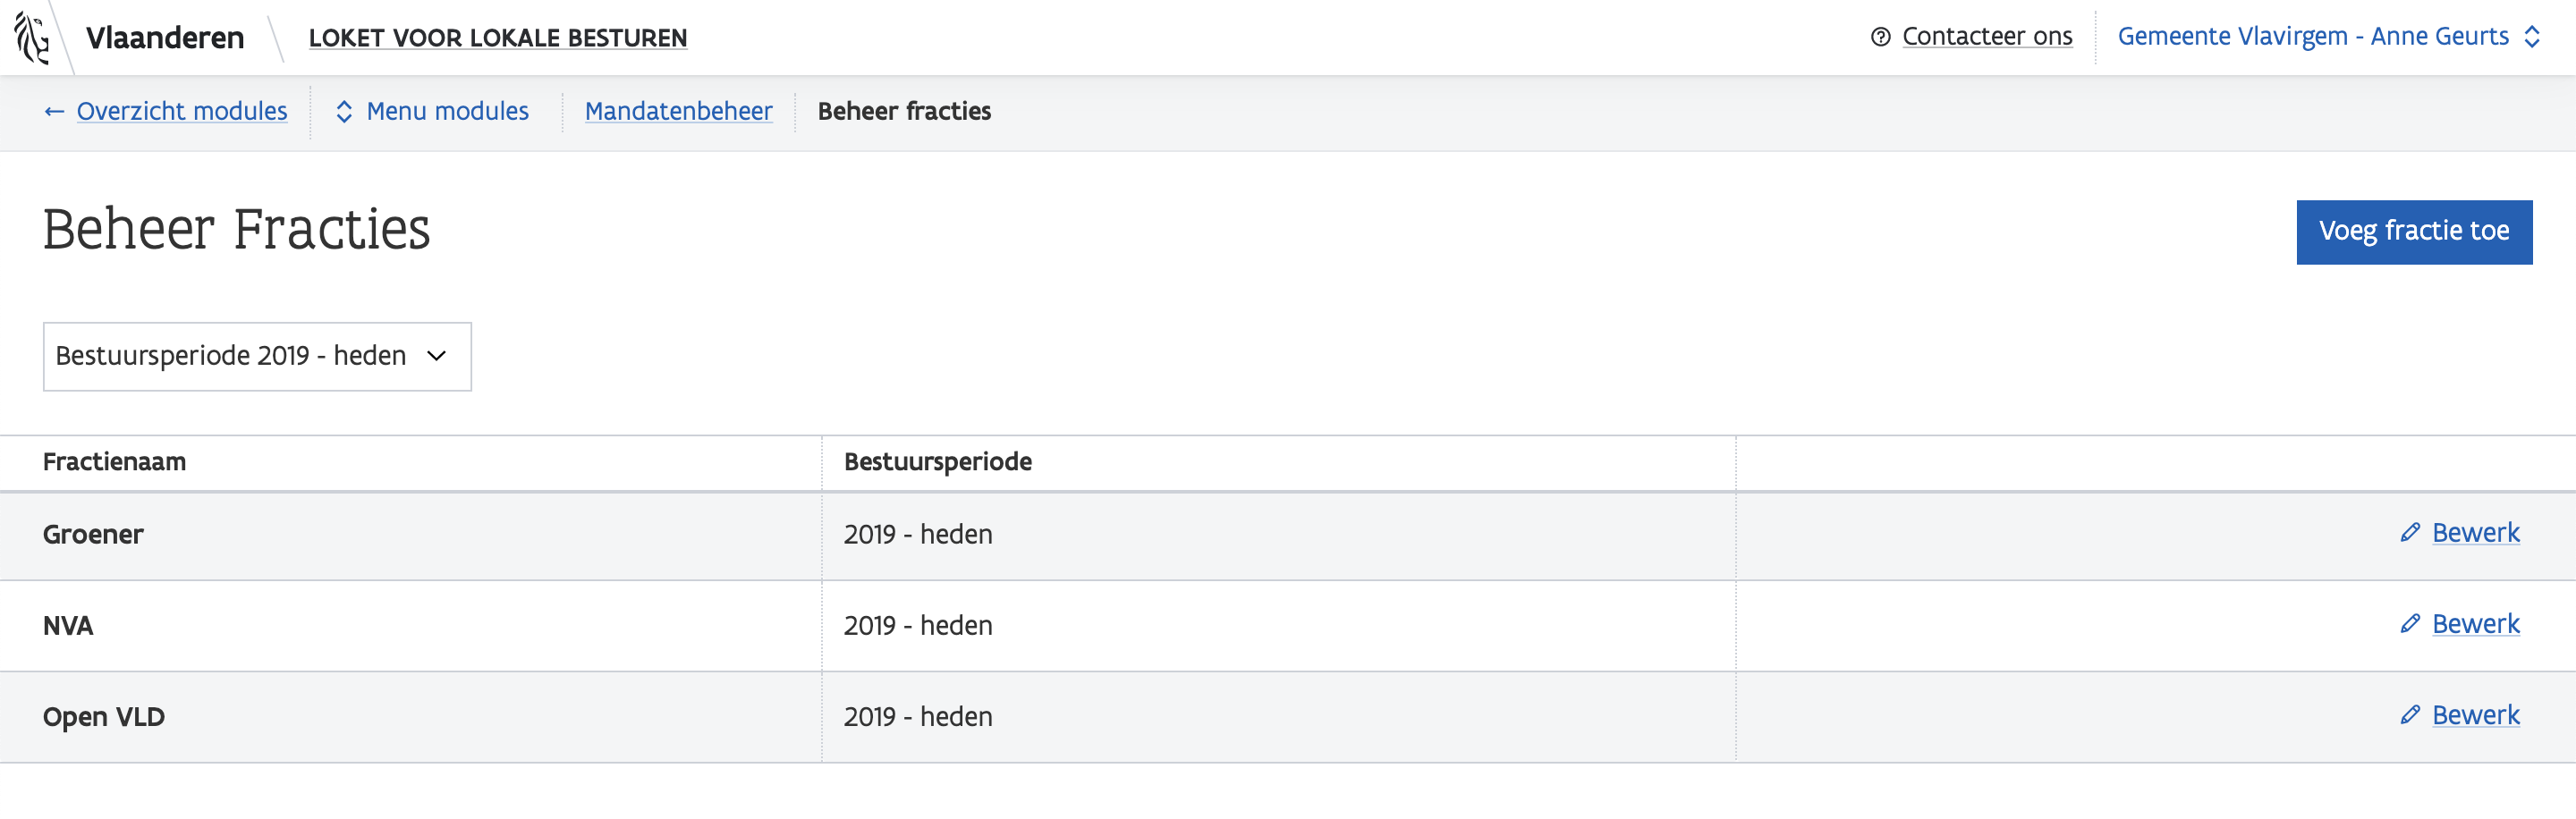 Vlaanderen
LOKET VOOR LOKALE BESTUREN
Contacteer ons
Gemeente Vlavirgem - Anne Geurts
← Overzicht modules
Menu modules
Mandatenbeheer
Beheer fracties
Beheer Fracties
Voeg fractie toe
Bestuursperiode 2019 - heden
Fractienaam Bestuursperiode
Groener 2019 - heden Bewerk
NVA 2019 - heden Bewerk
Open VLD 2019 - heden Bewerk